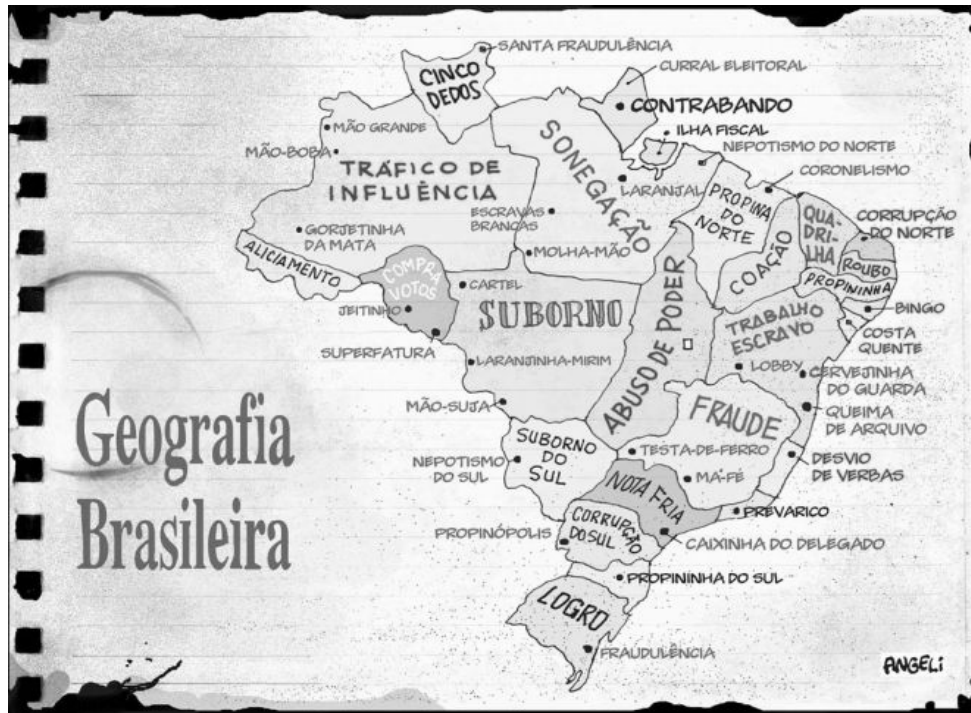 SANTA FRAUDULÊNCIA
CINCO
DEDOS
CURRAL ELEITORAL
CONTRABANDO
ILHA FISCAL
NEPOTISMO DO NORTE
CORONELISMO
MÃO GRANDE
MÃO-BOBA
TRÁFICO DE
INFLUÊNCIA
SONEGAÇÃO
LARANJAL
PROPINA
DO
NORTE
QUA-
DRI-
LHA
CORRUPÇÃO
DO NORTE
ESCRAVAS
BRANCAS
GORJETINHA
DA MATA
MOLHA-MÃO
COAÇÃO
ROUBO
PROPININHA
ALICIAMENTO
COMPRA
VOTOS
CARTEL
JEITINHO
SUBORNO
ABUSO DE PODER
TRABALHO
ESCRAVO
BINGO
COSTA
QUENTE
SUPERFATURA
LARANJINHA-MIRIM
LOBBY
CERVEJINHA
DO GUARDA
MÃO-SUJA
FRAUDE
QUEIMA
DE ARQUIVO
Geografia
Brasileira
SUBORNO
DO
SUL
NEPOTISMO
DO SUL
TESTA-DE-FERRO
MÁ-FÉ
DESVIO
DE VERBAS
NOTA FRIA
PREVARICO
PROPINÓPOLIS
CORRUPÇÃO
DO SUL
CAIXINHA DO DELEGADO
PROPININHA DO SUL
LOGRO
FRAUDULÊNCIA
ANGELI